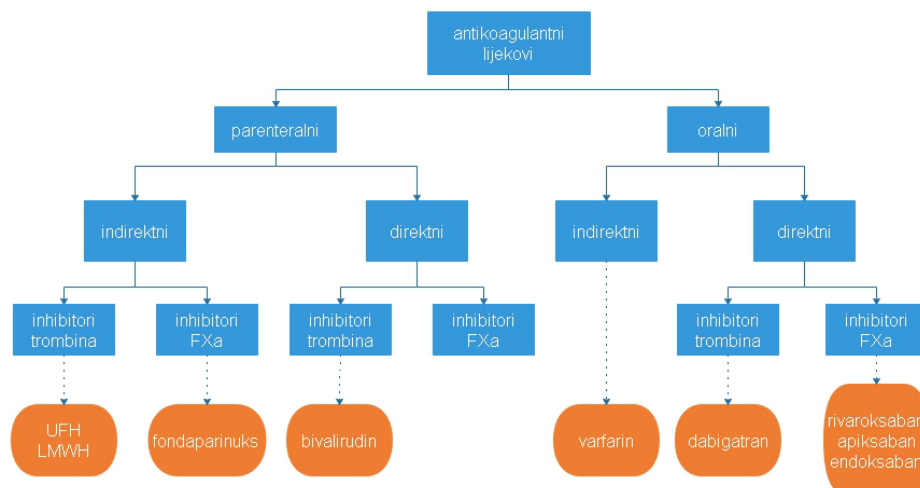 antikoagulantni
lijekovi
parenteralni
oralni
indirektni
direktni
indirektni
direktni
inhibitori
trombina
inhibitori
FXa
inhibitori
trombina
inhibitori
FXa
inhibitori
trombina
inhibitori
FXa
UFH
LMWH
fondaparinuks
bivalirudin
varfarin
dabigatran
rivaroksaban
apiksaban
endoksaban